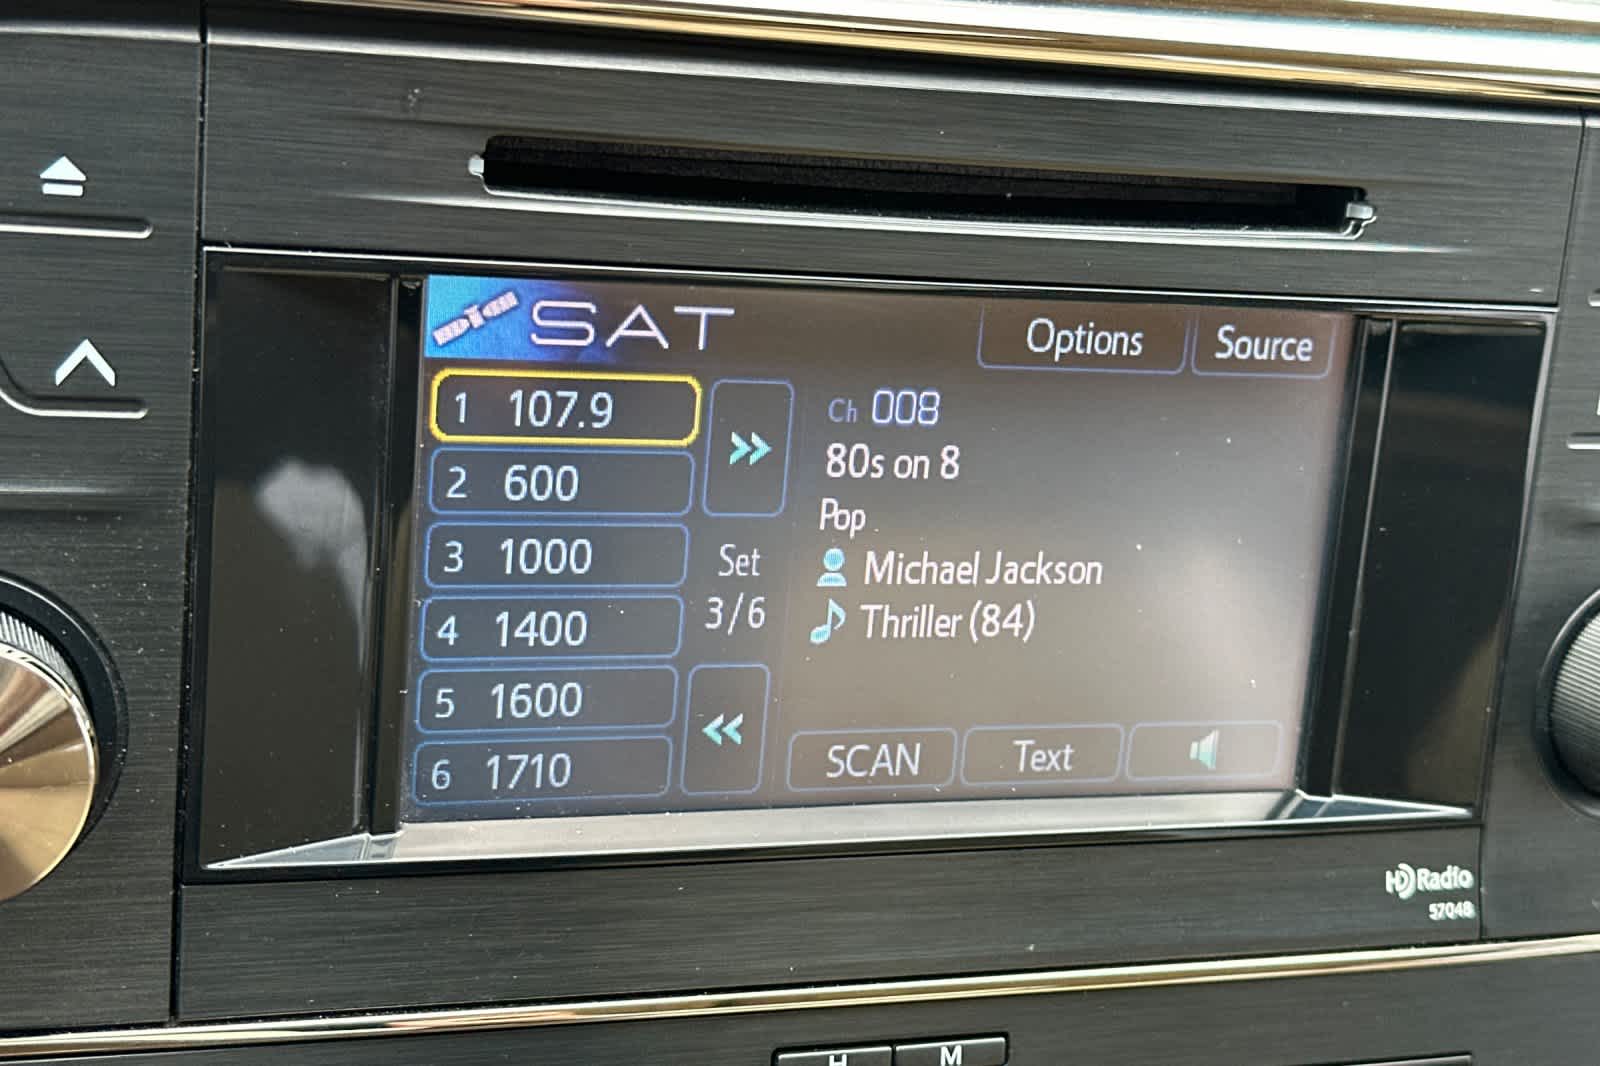 SAT
Options
Source
1 107.9
2 600
3 1000
4 1400
5 1600
6 1710
Set
3/6
Ch 008
80s on 8
Pop
Michael Jackson
Thriller (84)
SCAN
Text
HD Radio
57048
H
M